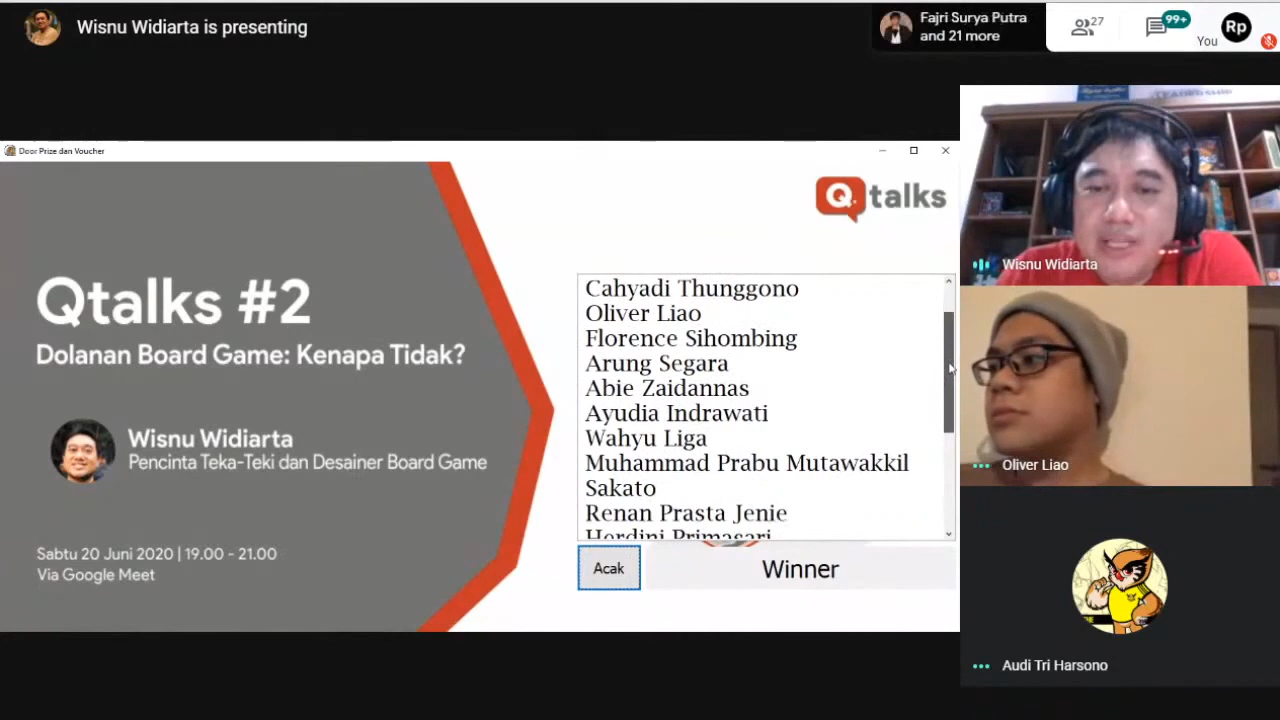 Wisnu Widiarta is presenting
Fajri Surya Putra
and 21 more
27
99+
You
Rp
Door Prize dan Voucher
Q talks
Qtalks #2
Dolanan Board Game: Kenapa Tidak?
Wisnu Widiarta
Pencinta Teka-Teki dan Desainer Board Game
Sabtu 20 Juni 2020 | 19.00 - 21.00
Via Google Meet
Cahyadi Thunggono
Oliver Liao
Florence Sihombing
Arung Segara
Abie Zaidannas
Ayudia Indrawati
Wahyu Liga
Muhammad Prabu Mutawakkil
Sakato
Renan Prasta Jenie
Herdini Primasari
Acak
Winner
Wisnu Widiarta
Oliver Liao
Audi Tri Harsono